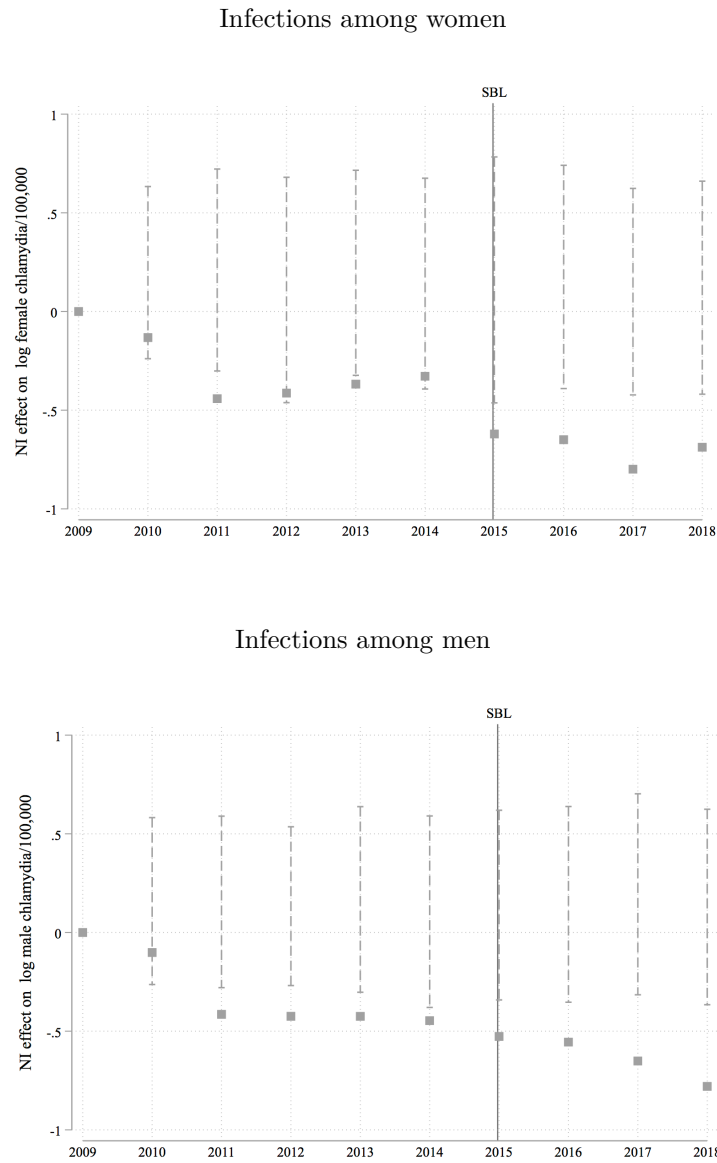 Infections among women
SBL
NI effect on log female chlamydia/100,000
1
.5
0
-.5
-1
2009 2010 2011 2012 2013 2014 2015 2016 2017 2018
Infections among men
SBL
NI effect on log male chlamydia/100,000
1
.5
0
-.5
-1
2009 2010 2011 2012 2013 2014 2015 2016 2017 2018